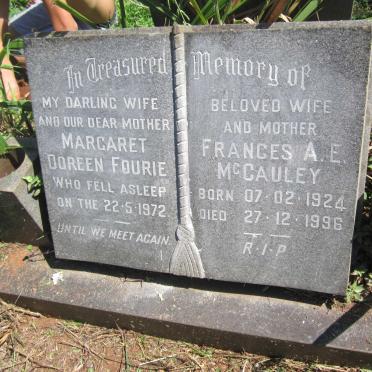 In Treasured Memory of
MY DARLING WIFE
AND OUR DEAR MOTHER
MARGARET
DOREEN FOURIE
WHO FELL ASLEEP
ON THE 22·5·1972
UNTIL WE MEET AGAIN.
BELOVED WIFE
AND MOTHER
FRANCES A. E.
MCCAULEY
BORN 07·02·1924
DIED 27·12·1996
R·I·P